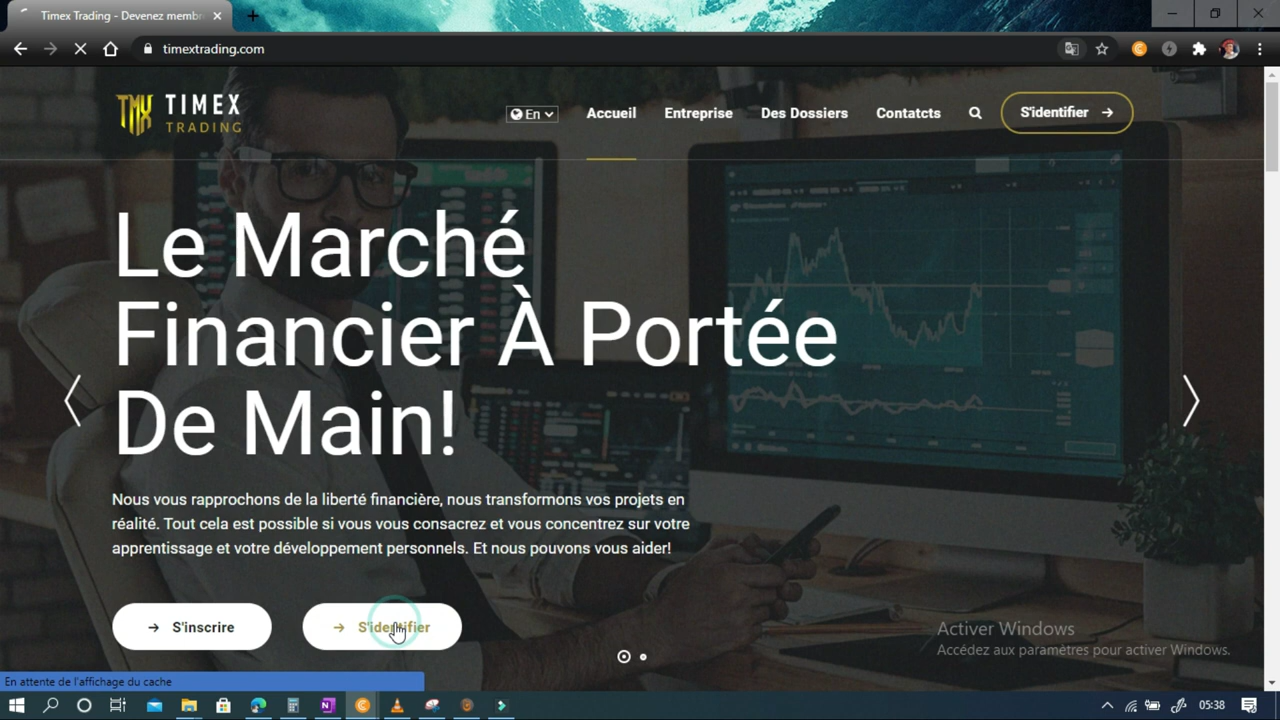 Timex Trading - Devenez memb
timextrading.com
TIMEX
TRADING
En
Accueil
Entreprise
Des Dossiers
Contatcts
S'identifier
Le Marché
Financier À Portée
De Main!
Nous vous rapprochons de la liberté financière, nous transformons vos projets en
réalité. Tout cela est possible si vous vous consacrez et vous concentrez sur votre
apprentissage et votre développement personnels. Et nous pouvons vous aider!
S'inscrire
S'identifier
Activer Windows
Accédez aux paramètres pour activer Windows.
En attente de l'affichage du cache
05:38